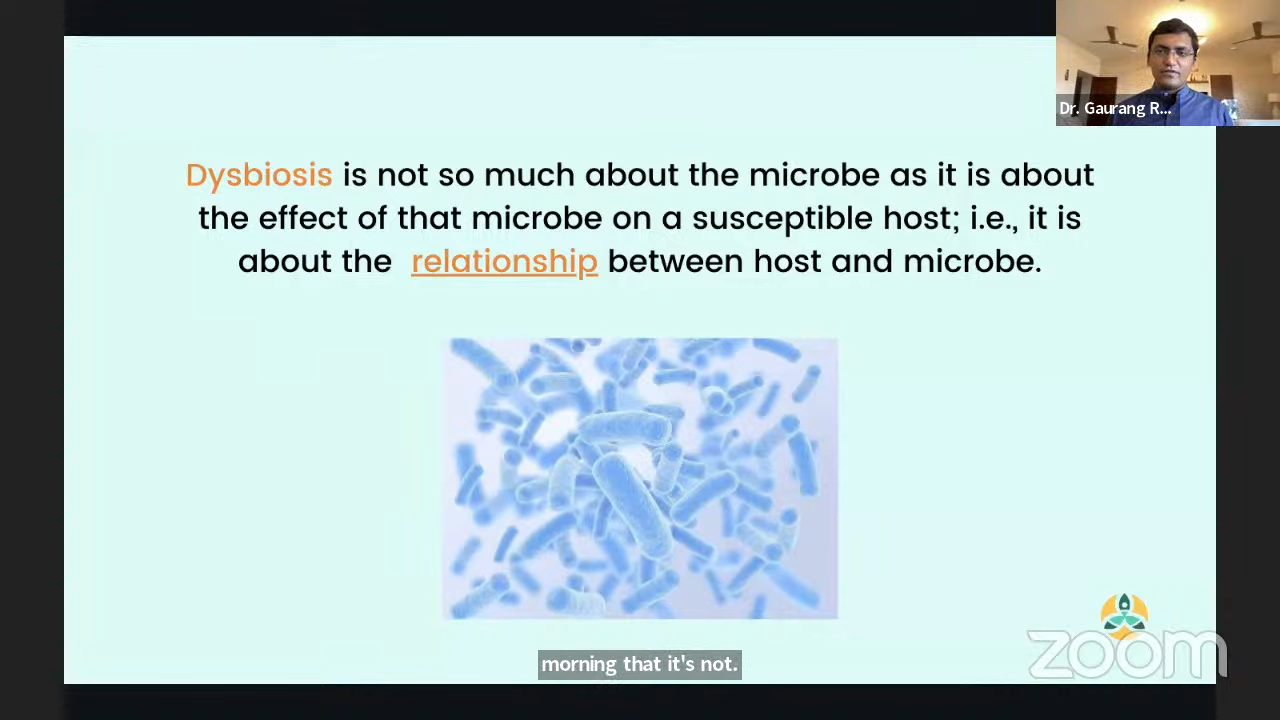 Dr. Gaurang R...
Dysbiosis is not so much about the microbe as it is about
the effect of that microbe on a susceptible host; i.e., it is
about the relationship between host and microbe.
zoom
morning that it's not.